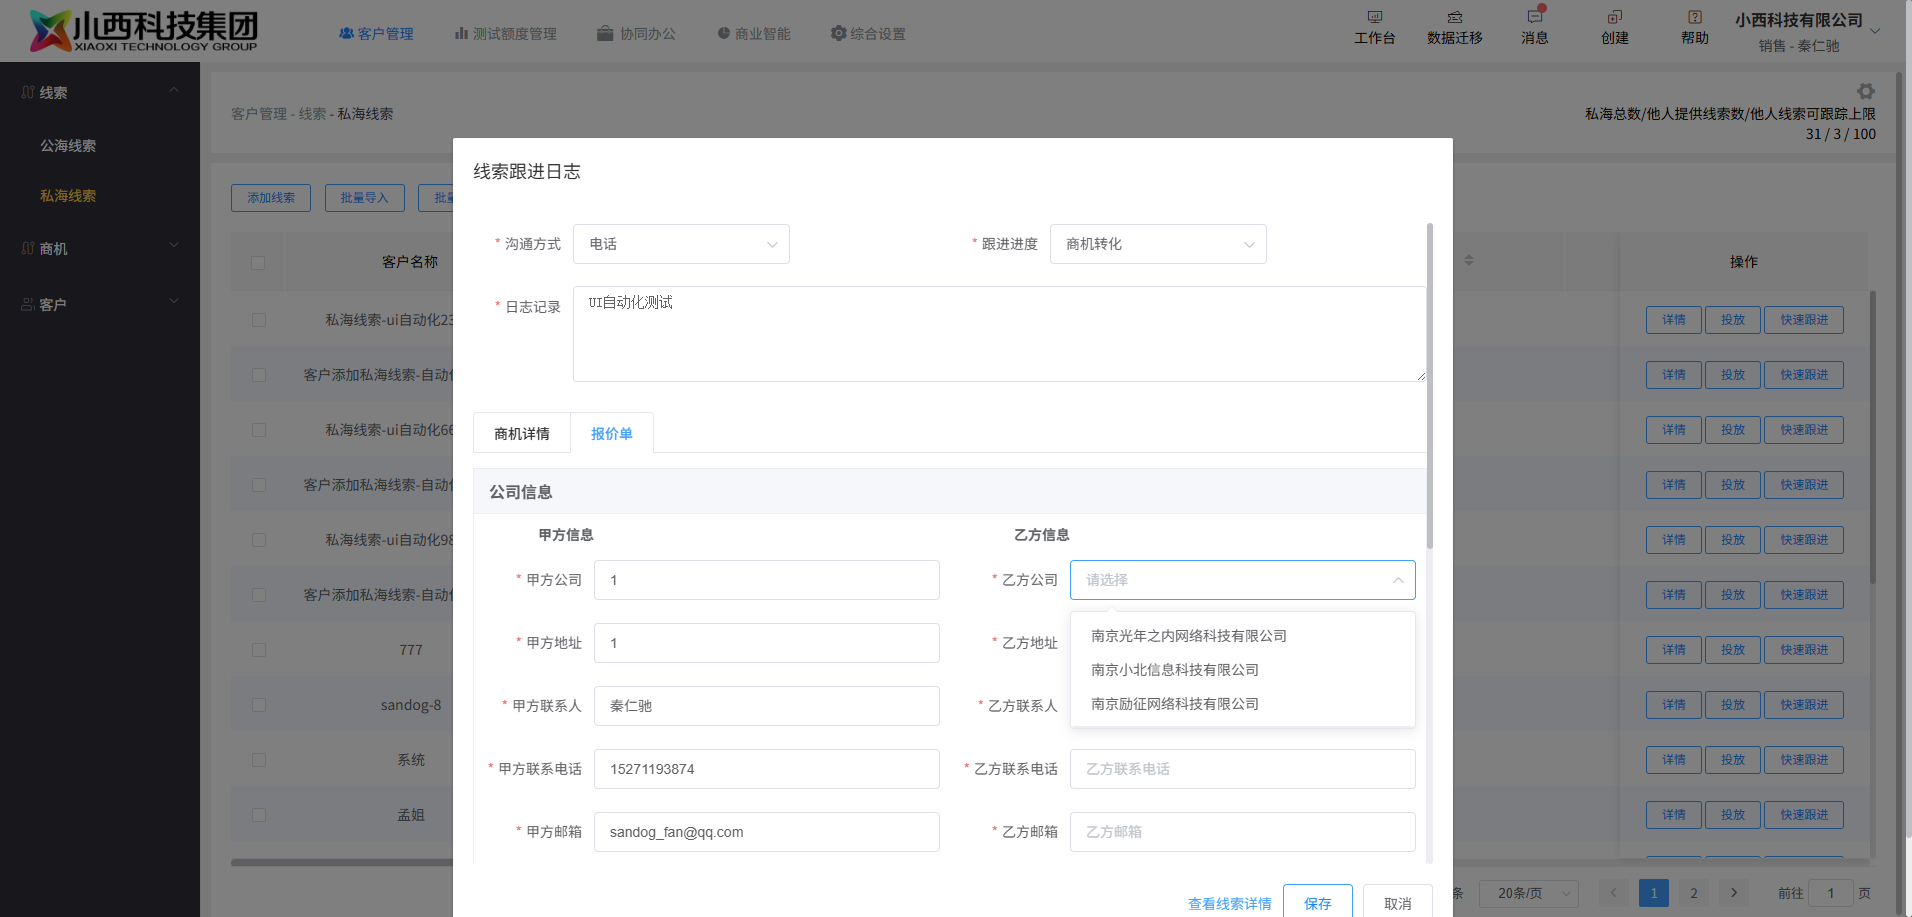 小西科技集团
XIAOXI TECHNOLOGY GROUP
客户管理
测试额度管理
协同办公
商业智能
综合设置
工作台
数据迁移
消息
创建
帮助
小西科技有限公司
销售 - 秦仁驰
线索
公海线索
私海线索
商机
客户
客户管理 - 线索 - 私海线索
私海总数/他人提供线索数/他人线索可跟踪上限
31 / 3 / 100
添加线索
批量导入
批量
客户名称
操作
私海线索-ui自动化23
详情 投放 快速跟进
客户添加私海线索-自动化
详情 投放 快速跟进
私海线索-ui自动化66
详情 投放 快速跟进
客户添加私海线索-自动化
详情 投放 快速跟进
私海线索-ui自动化98
详情 投放 快速跟进
客户添加私海线索-自动化
详情 投放 快速跟进
777
详情 投放 快速跟进
sandog-8
详情 投放 快速跟进
系统
详情 投放 快速跟进
孟姐
详情 投放 快速跟进
条
20条/页
1
2
前往 1 页
线索跟进日志
* 沟通方式 电话
* 跟进进度 商机转化
* 日志记录 UI自动化测试
商机详情
报价单
公司信息
甲方信息
乙方信息
* 甲方公司 1
* 乙方公司 请选择
南京光年之内网络科技有限公司
南京小北信息科技有限公司
南京励征网络科技有限公司
* 甲方地址 1
* 乙方地址
* 甲方联系人 秦仁驰
* 乙方联系人
* 甲方联系电话 15271193874
* 乙方联系电话 乙方联系电话
* 甲方邮箱 sandog_fan@qq.com
* 乙方邮箱 乙方邮箱
查看线索详情
保存
取消